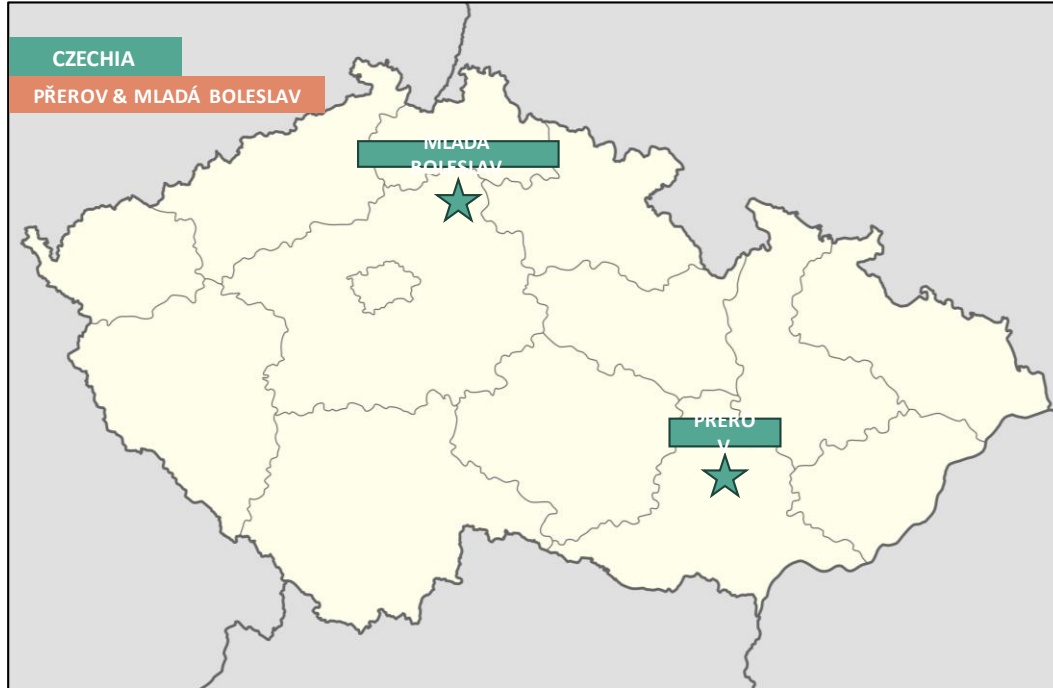 CZECHIA
PŘEROV & MLADÁ BOLESLAV
MLADÁ
BOLESLAV
PŘERO
V